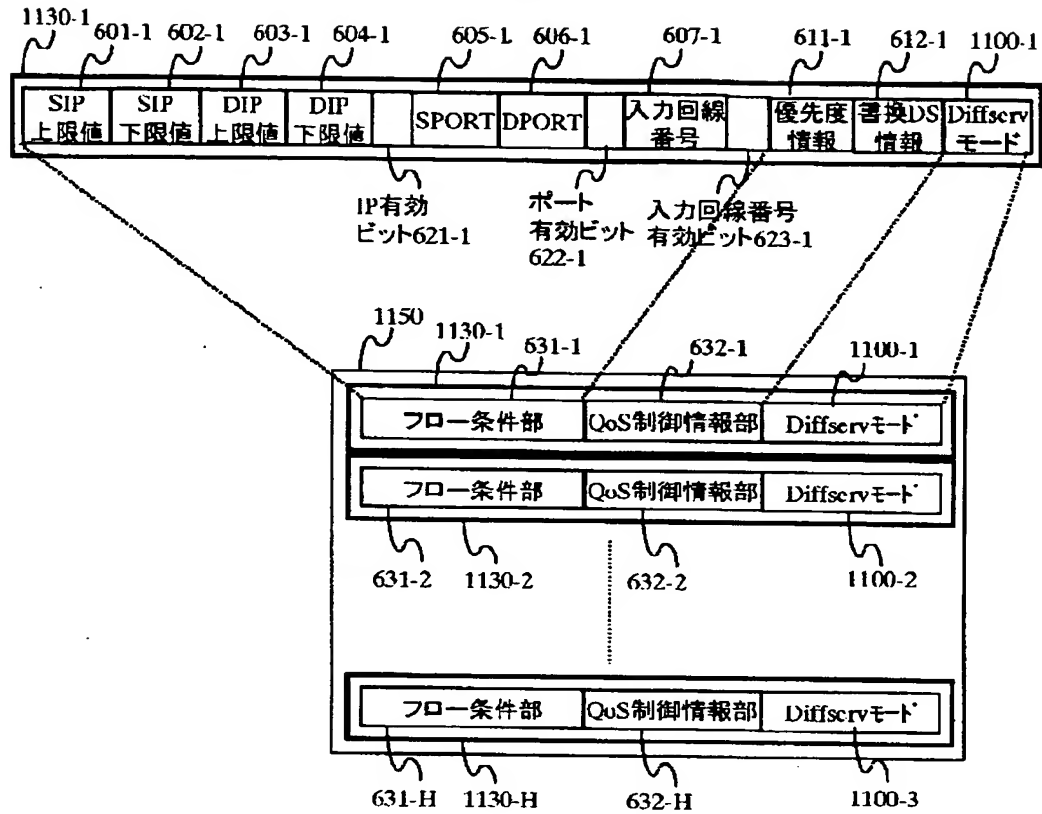 1130-1
601-1 602-1 603-1 604-1 605-1 606-1 607-1 611-1 612-1 1100-1
SIP
上限値
SIP
下限値
DIP
上限値
DIP
下限値
SPORT
DPORT
入力回線
番号
優先度
情報
書換DS
情報
Diffserv
モード
IP有効
ビット621-1
ポート
有効ビット
622-1
入力回線番号
有効ビット623-1
1150
1130-1
631-1
632-1
1100-1
フロー条件部 QoS制御情報部 Diffservモード
フロー条件部 QoS制御情報部 Diffservモード
631-2 1130-2 632-2 1100-2
フロー条件部 QoS制御情報部 Diffservモード
631-H 1130-H 632-H 1100-3